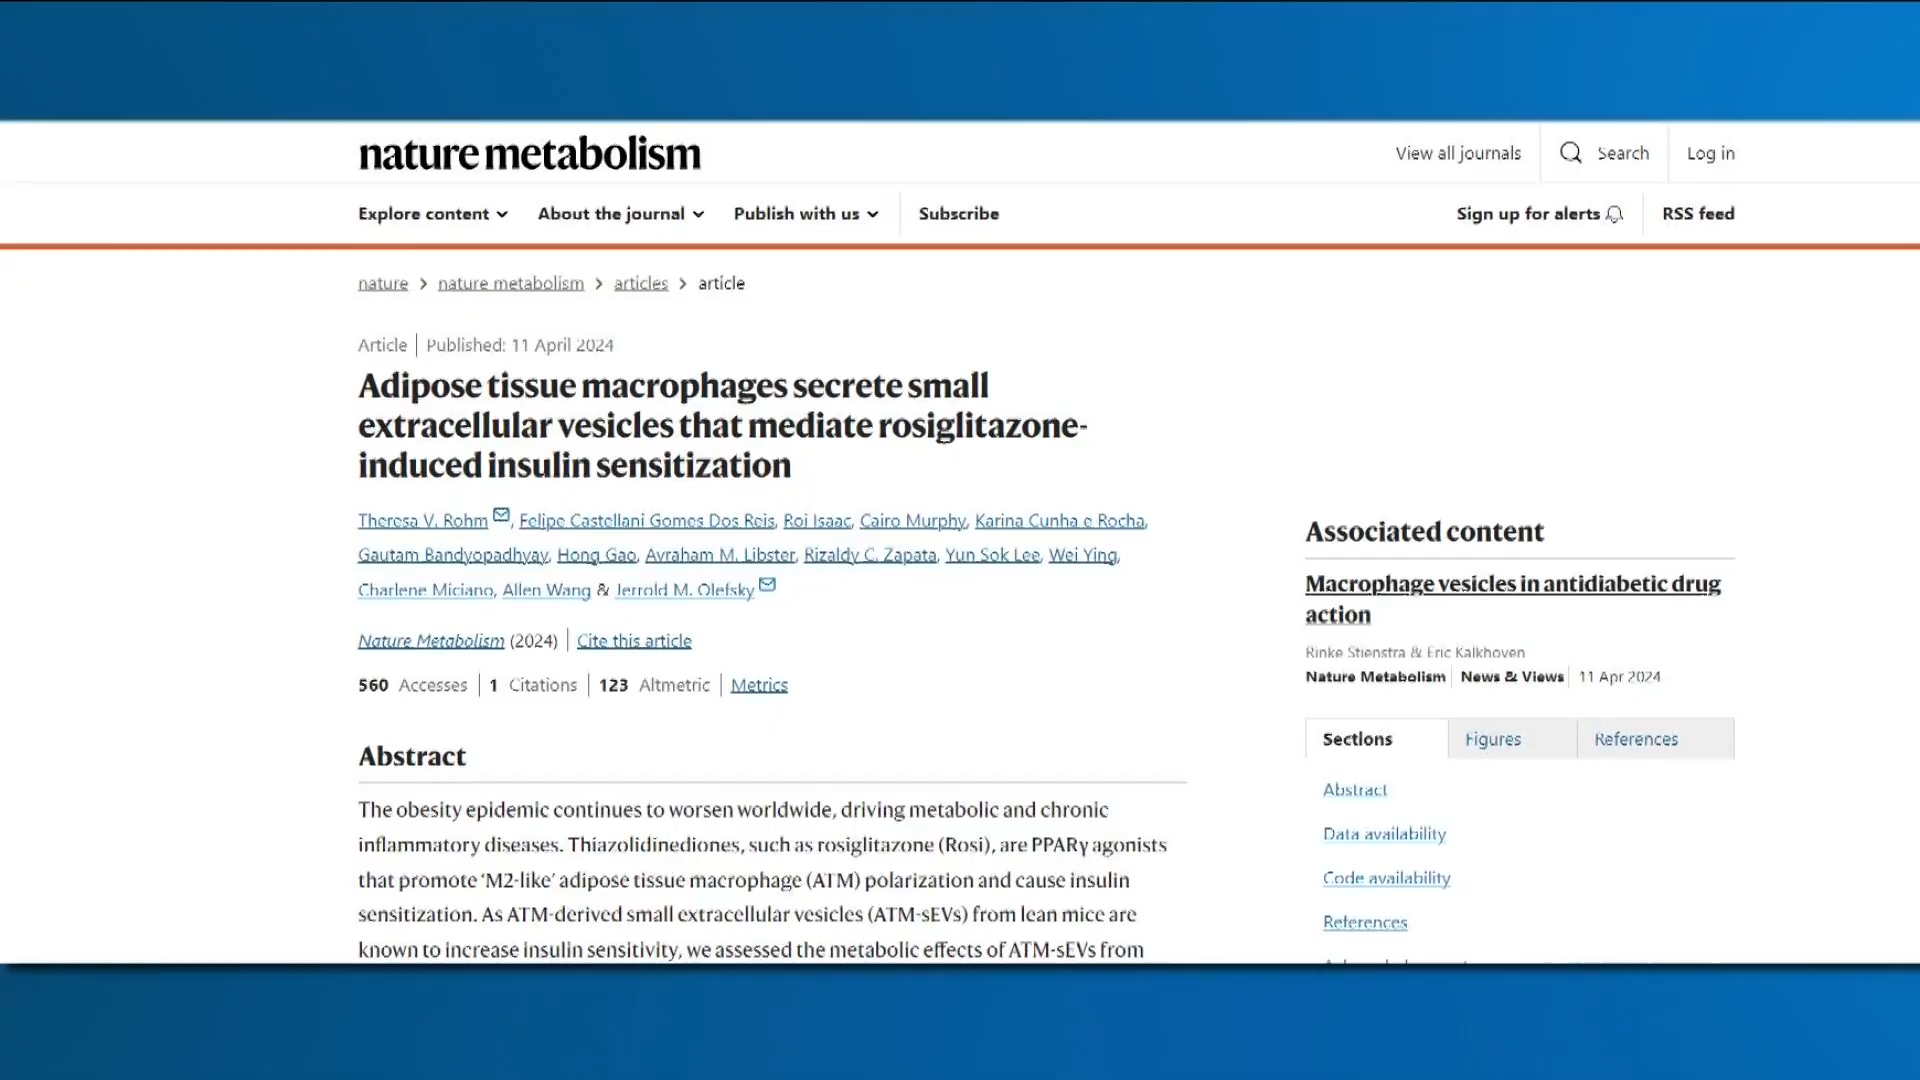 nature metabolism
View all journals
Search
Log in
Explore content
About the journal
Publish with us
Subscribe
Sign up for alerts
RSS feed
nature > nature metabolism > articles > article
Article | Published: 11 April 2024
Adipose tissue macrophages secrete small
extracellular vesicles that mediate rosiglitazone-
induced insulin sensitization
Theresa V. Rohm, Felipe Castellani Gomes Dos Reis, Roi Isaac, Cairo Murphy, Karina Cunha e Rocha,
Gautam Bandyopadhyay, Hong Gao, Avraham M. Libster, Rizaldy C. Zapata, Yun Sok Lee, Wei Ying,
Charlene Miciano, Allen Wang & Jerrold M. Olefsky
Nature Metabolism (2024) | Cite this article
560 Accesses | 1 Citations | 123 Altmetric | Metrics
Abstract
The obesity epidemic continues to worsen worldwide, driving metabolic and chronic
inflammatory diseases. Thiazolidinediones, such as rosiglitazone (Rosi), are PPARγ agonists
that promote ‘M2-like’ adipose tissue macrophage (ATM) polarization and cause insulin
sensitization. As ATM-derived small extracellular vesicles (ATM-sEVs) from lean mice are
known to increase insulin sensitivity, we assessed the metabolic effects of ATM-sEVs from
Associated content
Macrophage vesicles in antidiabetic drug
action
Rinke Stienstra & Eric Kalkhoven
Nature Metabolism | News & Views | 11 Apr 2024
Sections
Figures
References
Abstract
Data availability
Code availability
References